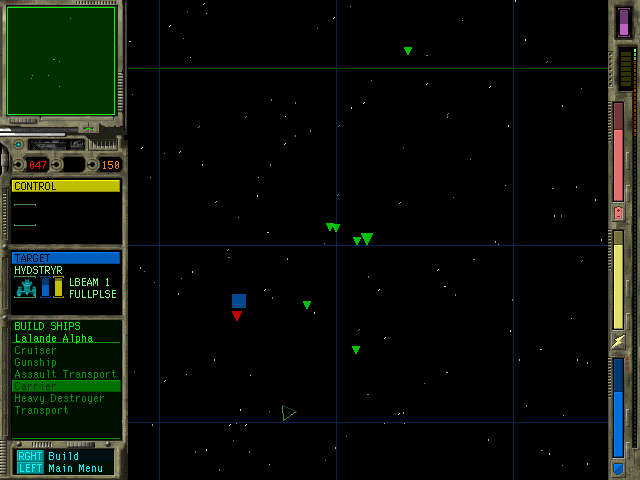 047 150
CONTROL
TARGET
HVDSTRYR
LBEAM 1
FULLPLSE
BUILD SHIPS
Lalande Alpha
Cruiser
Gunship
Assault Transport
Carrier
Heavy Destroyer
Transport
RGHT Build
LEFT Main Menu